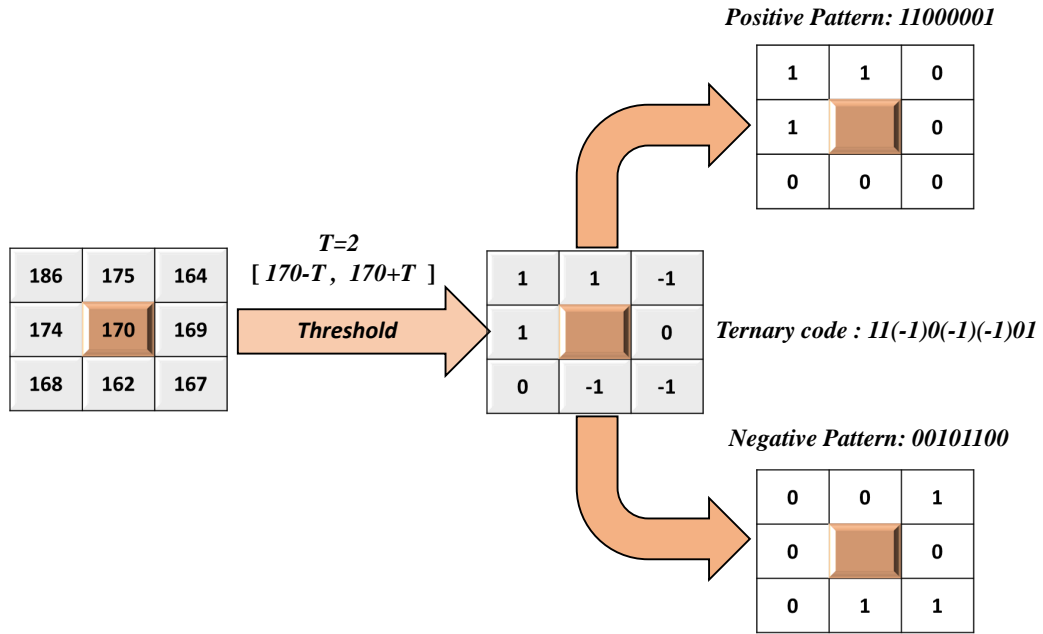 Positive Pattern: 11000001
1 1 0
1 0
0 0 0
T=2
[ 170-T , 170+T ]
186 175 164
174 170 169
168 162 167
Threshold
1 1 -1
1 0
0 -1 -1
Ternary code : 11(-1)0(-1)(-1)01
Negative Pattern: 00101100
0 0 1
0 0
0 1 1